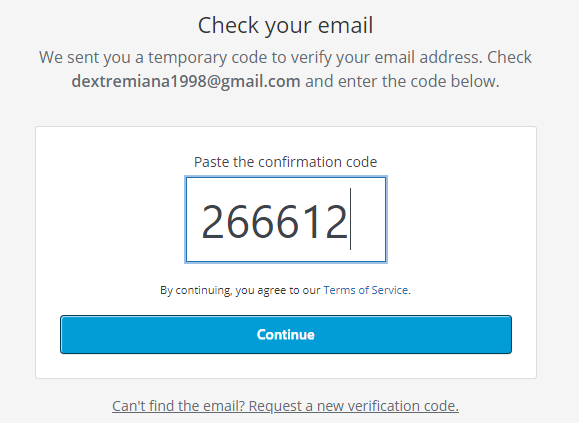 Check your email
We sent you a temporary code to verify your email address. Check
dextremiana1998@gmail.com and enter the code below.
Paste the confirmation code
266612
By continuing, you agree to our Terms of Service.
Continue
Can't find the email? Request a new verification code.